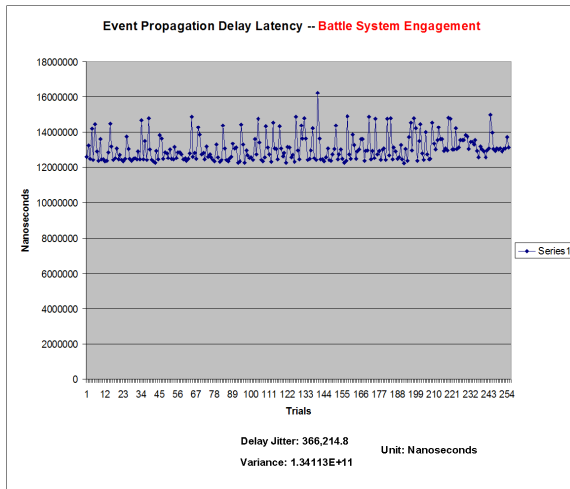 Event Propagation Delay Latency -- Battle System Engagement
18000000
16000000
14000000
12000000
10000000
8000000
6000000
4000000
2000000
0
Nanoseconds
1 12 23 34 45 56 67 78 89 100 111 122 133 144 155 166 177 188 199 210 221 232 243 254
Trials
Series1
Delay Jitter: 366,214.8
Unit: Nanoseconds
Variance: 1.34113E+11